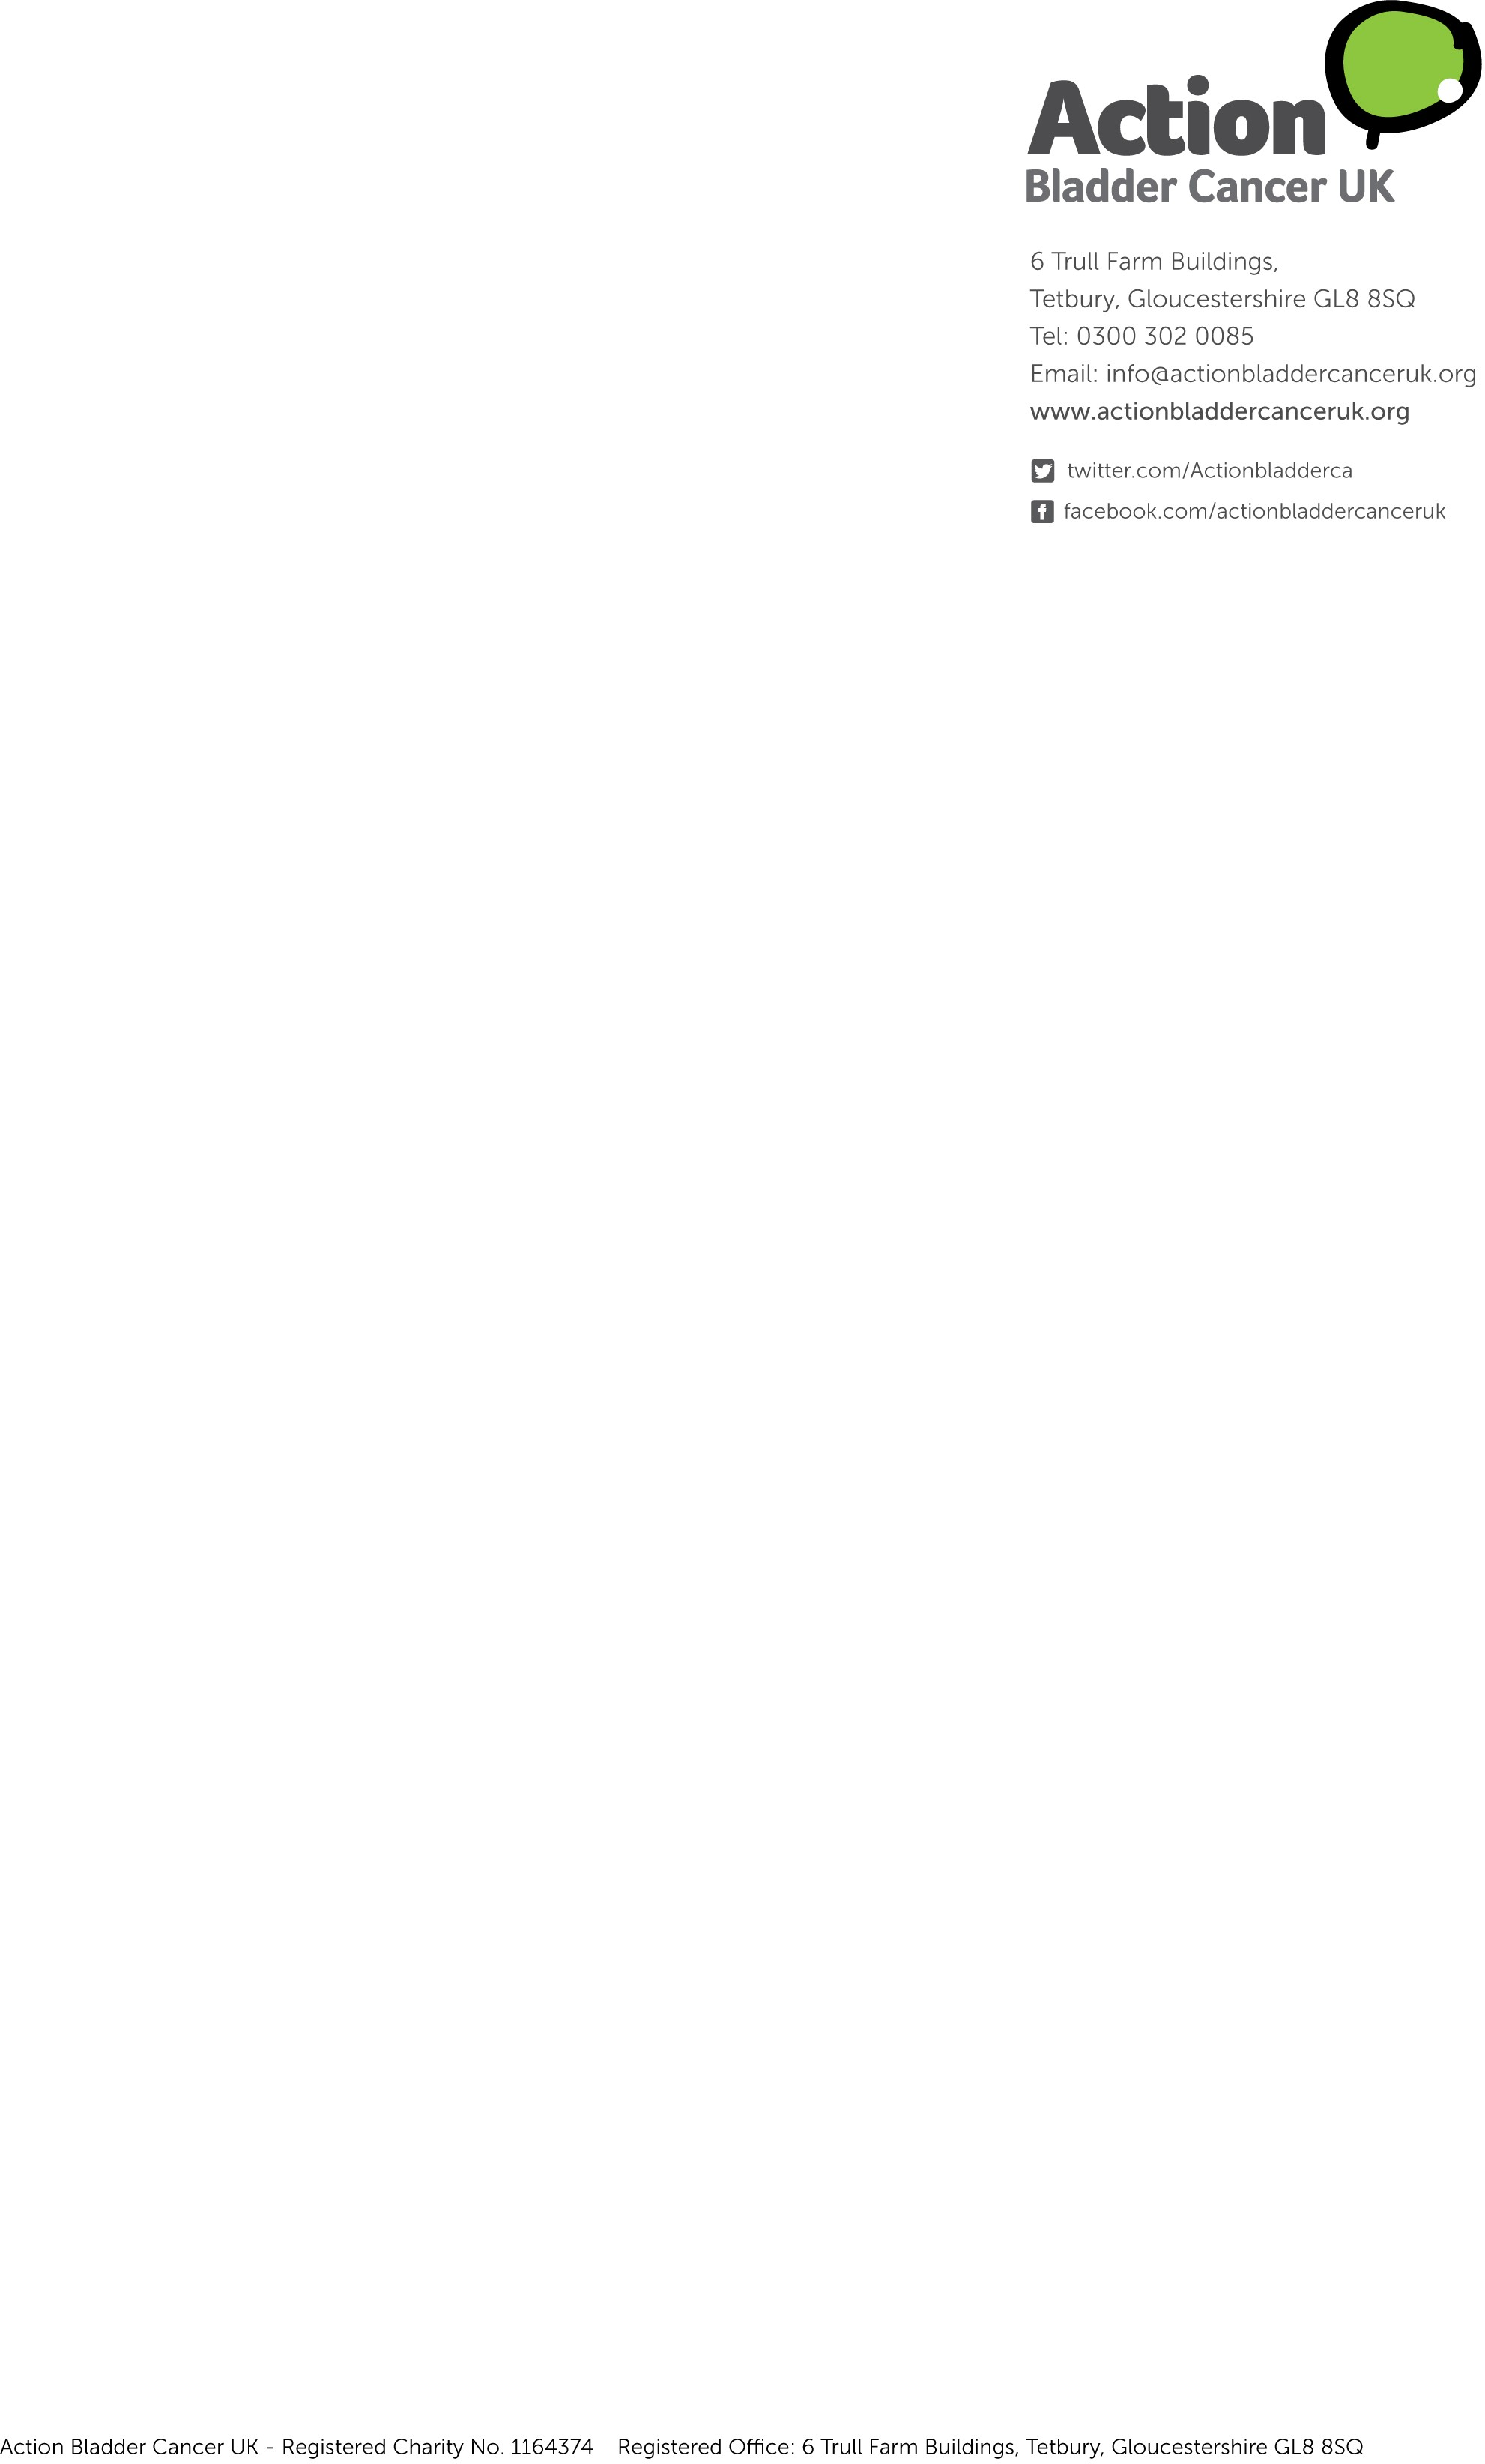 Action
Bladder Cancer UK
6 Trull Farm Buildings,
Tetbury, Gloucestershire GL8 8SQ
Tel: 0300 302 0085
Email: info@actionbladdercanceruk.org
www.actionbladdercanceruk.org
twitter.com/Actionbladderca
facebook.com/actionbladdercanceruk
Action Bladder Cancer UK - Registered Charity No. 1164374 Registered Office: 6 Trull Farm Buildings, Tetbury, Gloucestershire GL8 8SQ